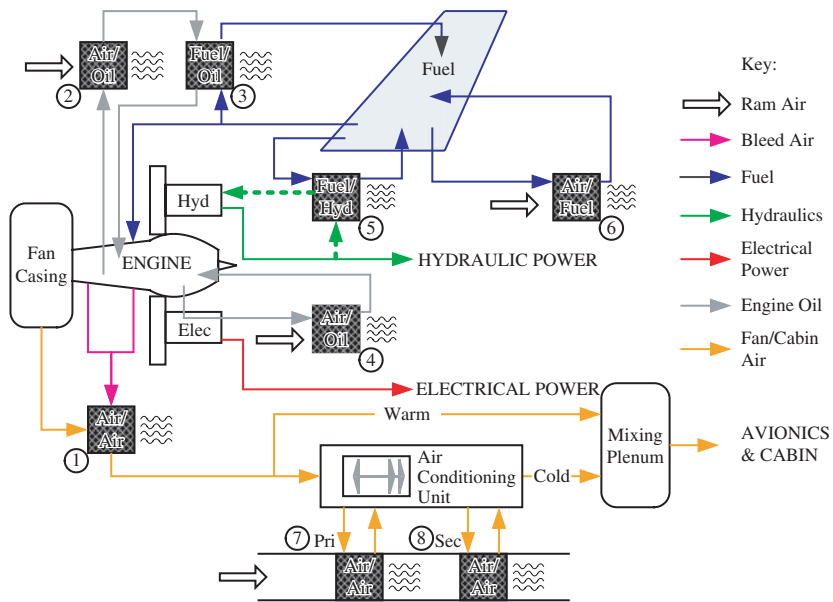 Air/
Oil
2
Fuel/
Oil
3
Fuel
Key:
Ram Air
Bleed Air
Fuel
Hydraulics
Electrical
Power
Engine Oil
Fan/Cabin
Air
Fuel/
Hyd
5
Air/
Fuel
6
Hyd
HYDRAULIC POWER
Fan
Casing
ENGINE
Elec
Air/
Oil
4
ELECTRICAL POWER
Air/
Air
1
Warm
Mixing
Plenum
AVIONICS
& CABIN
Air
Conditioning
Unit
Cold
7 Pri
8 Sec
Air/
Air
Air/
Air